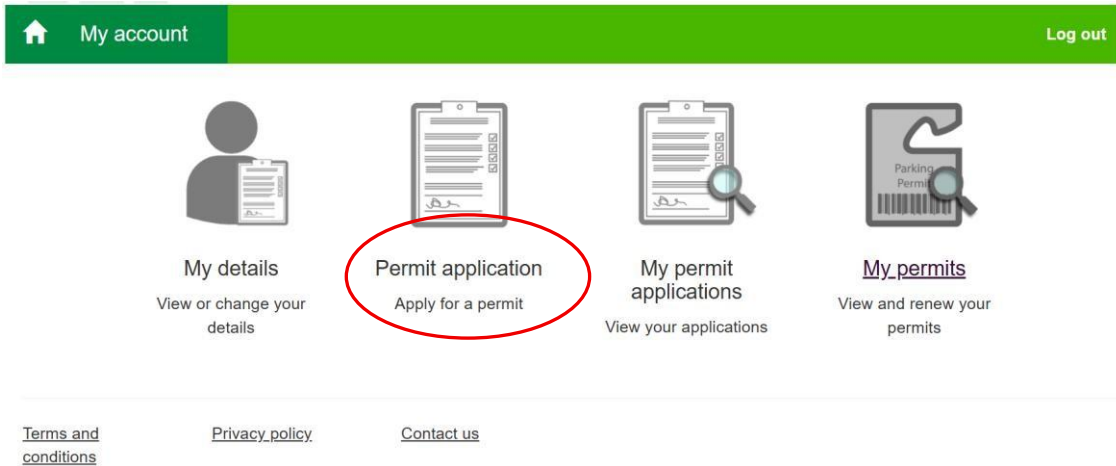 My account
Log out
Parking
Permit
My details
View or change your
details
Permit application
Apply for a permit
My permit
applications
View your applications
My permits
View and renew your
permits
Terms and
conditions
Privacy policy
Contact us